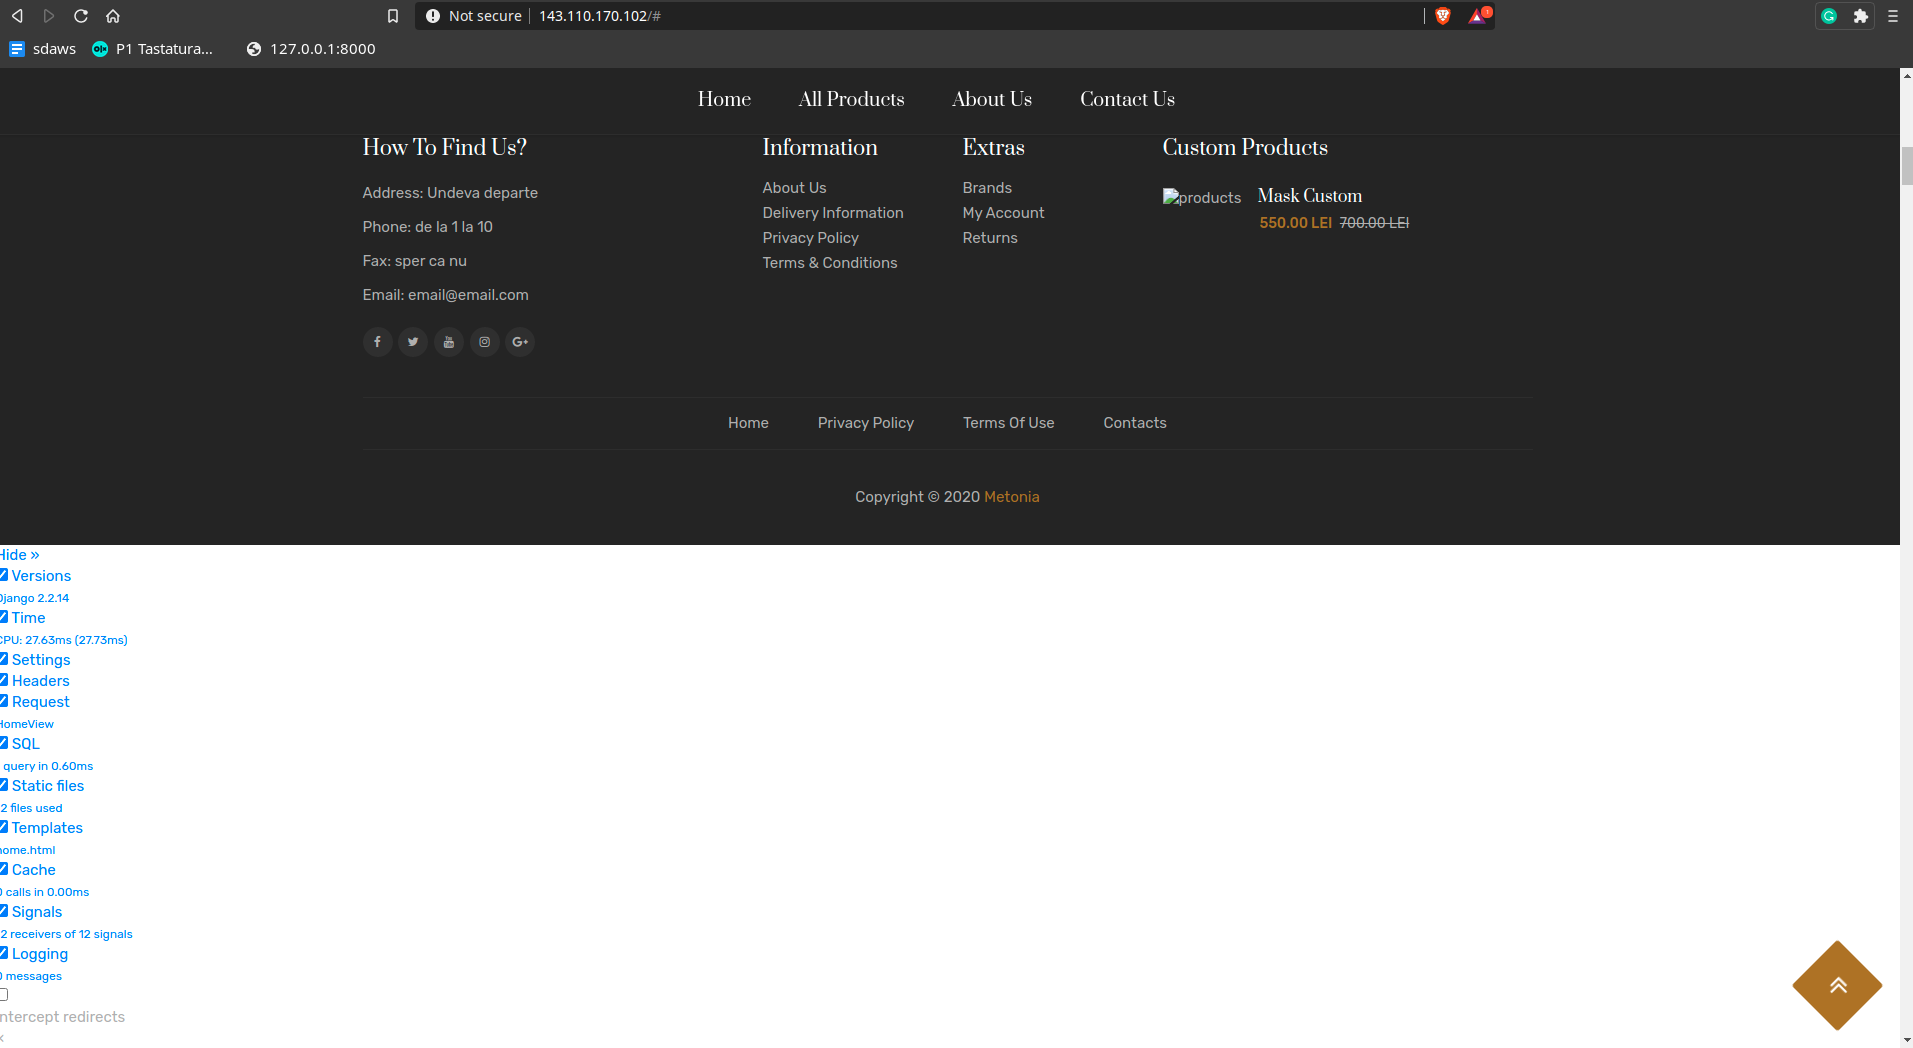 Not secure 143.110.170.102/#
sdaws P1 Tastatura... 127.0.0.1:8000
Home All Products About Us Contact Us
How To Find Us?
Address: Undeva departe
Phone: de la 1 la 10
Fax: sper ca nu
Email: email@email.com
Information
About Us
Delivery Information
Privacy Policy
Terms & Conditions
Extras
Brands
My Account
Returns
Custom Products
products
Mask Custom
550.00 LEI 700.00 LEI
Home Privacy Policy Terms Of Use Contacts
Copyright © 2020 Metonia
Hide »
Versions
Django 2.2.14
Time
CPU: 27.63ms (27.73ms)
Settings
Headers
Request
HomeView
SQL
query in 0.60ms
Static files
2 files used
Templates
home.html
Cache
0 calls in 0.00ms
Signals
2 receivers of 12 signals
Logging
0 messages
ntercept redirects